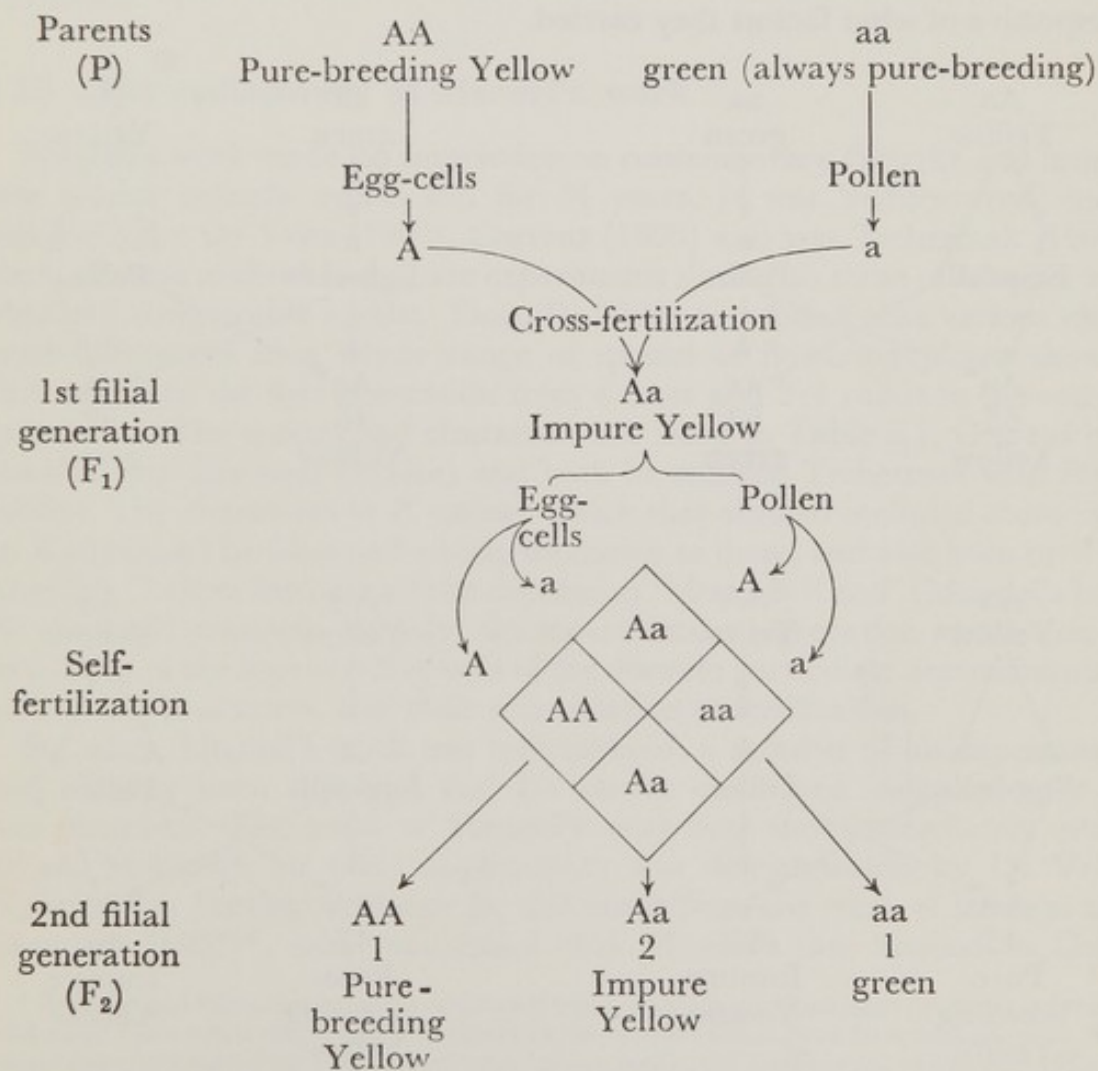 Parents
(P)
AA
Pure-breeding Yellow
aa
green (always pure-breeding)
Egg-cells
Pollen
A
a
Cross-fertilization
1st filial
generation
(F₁)
Aa
Impure Yellow
Egg-
cells
Pollen
a
A
A
a
Self-
fertilization
Aa
AA
aa
Aa
2nd filial
generation
(F₂)
AA
1
Pure-
breeding
Yellow
Aa
2
Impure
Yellow
aa
1
green